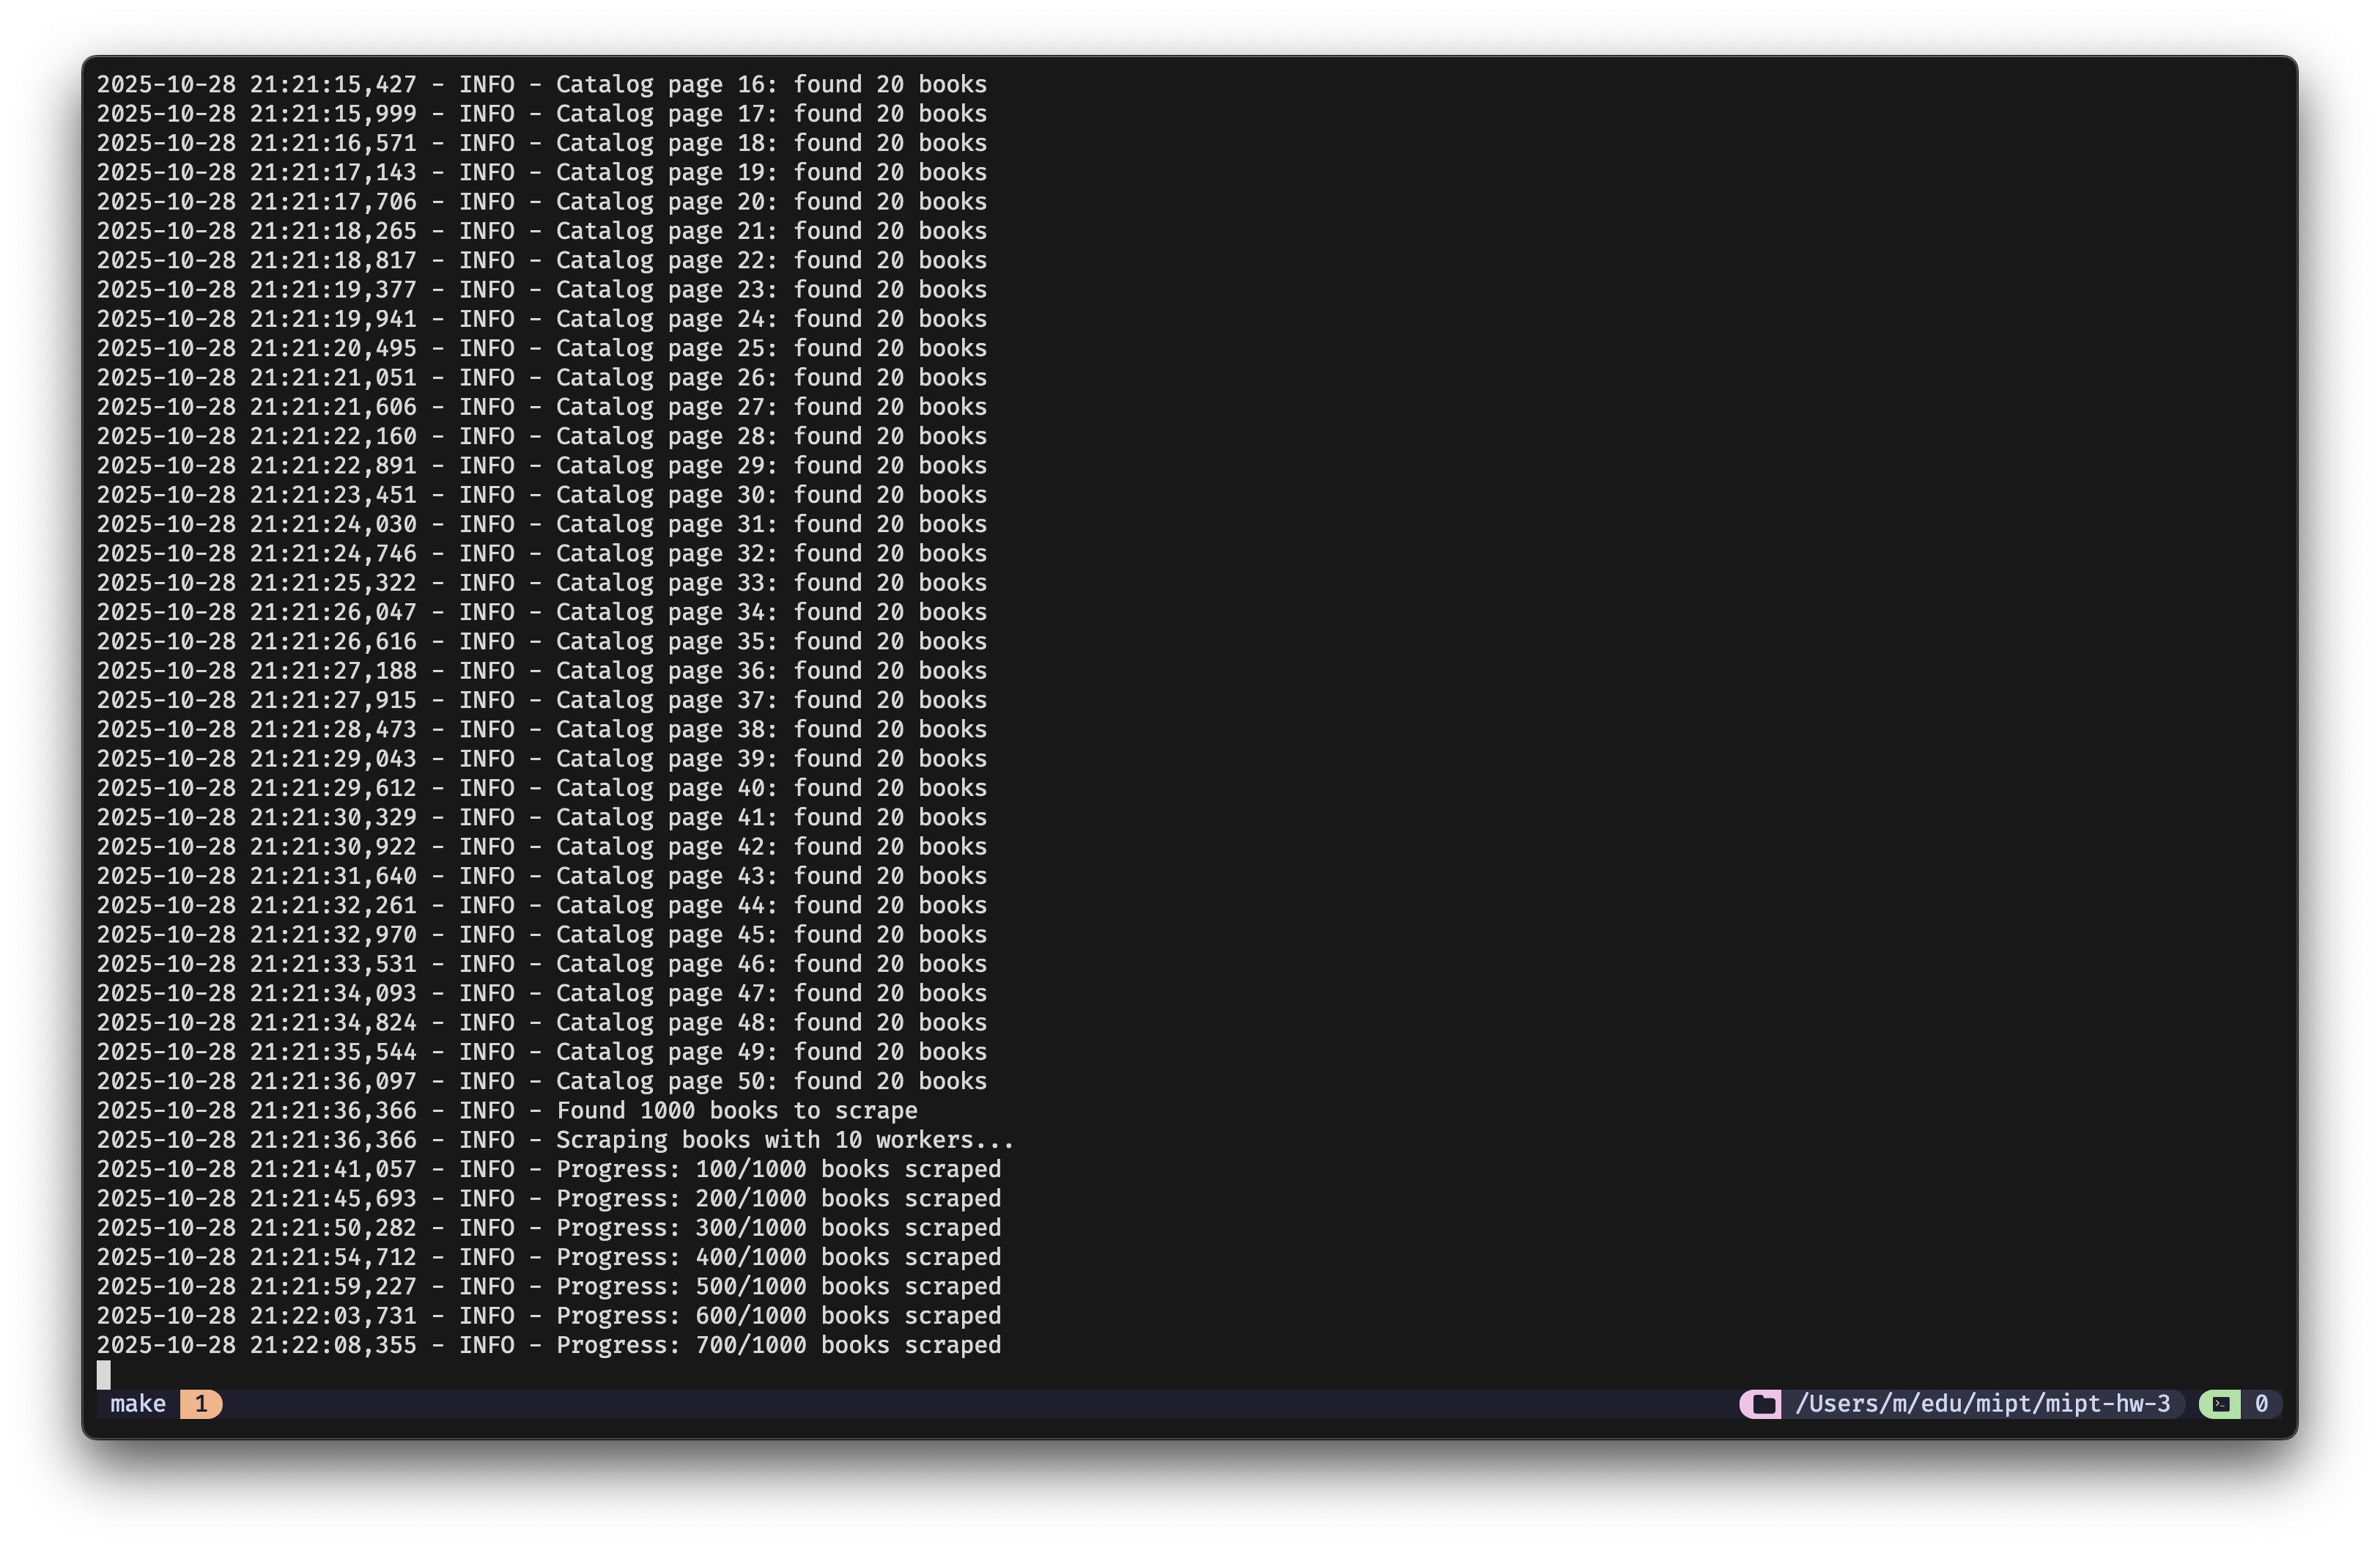 2025-10-28 21:21:15,427 - INFO - Catalog page 16: found 20 books
2025-10-28 21:21:15,999 - INFO - Catalog page 17: found 20 books
2025-10-28 21:21:16,571 - INFO - Catalog page 18: found 20 books
2025-10-28 21:21:17,143 - INFO - Catalog page 19: found 20 books
2025-10-28 21:21:17,706 - INFO - Catalog page 20: found 20 books
2025-10-28 21:21:18,265 - INFO - Catalog page 21: found 20 books
2025-10-28 21:21:18,817 - INFO - Catalog page 22: found 20 books
2025-10-28 21:21:19,377 - INFO - Catalog page 23: found 20 books
2025-10-28 21:21:19,941 - INFO - Catalog page 24: found 20 books
2025-10-28 21:21:20,495 - INFO - Catalog page 25: found 20 books
2025-10-28 21:21:21,051 - INFO - Catalog page 26: found 20 books
2025-10-28 21:21:21,606 - INFO - Catalog page 27: found 20 books
2025-10-28 21:21:22,160 - INFO - Catalog page 28: found 20 books
2025-10-28 21:21:22,891 - INFO - Catalog page 29: found 20 books
2025-10-28 21:21:23,451 - INFO - Catalog page 30: found 20 books
2025-10-28 21:21:24,030 - INFO - Catalog page 31: found 20 books
2025-10-28 21:21:24,746 - INFO - Catalog page 32: found 20 books
2025-10-28 21:21:25,322 - INFO - Catalog page 33: found 20 books
2025-10-28 21:21:26,047 - INFO - Catalog page 34: found 20 books
2025-10-28 21:21:26,616 - INFO - Catalog page 35: found 20 books
2025-10-28 21:21:27,188 - INFO - Catalog page 36: found 20 books
2025-10-28 21:21:27,915 - INFO - Catalog page 37: found 20 books
2025-10-28 21:21:28,473 - INFO - Catalog page 38: found 20 books
2025-10-28 21:21:29,043 - INFO - Catalog page 39: found 20 books
2025-10-28 21:21:29,612 - INFO - Catalog page 40: found 20 books
2025-10-28 21:21:30,329 - INFO - Catalog page 41: found 20 books
2025-10-28 21:21:30,922 - INFO - Catalog page 42: found 20 books
2025-10-28 21:21:31,640 - INFO - Catalog page 43: found 20 books
2025-10-28 21:21:32,261 - INFO - Catalog page 44: found 20 books
2025-10-28 21:21:32,970 - INFO - Catalog page 45: found 20 books
2025-10-28 21:21:33,531 - INFO - Catalog page 46: found 20 books
2025-10-28 21:21:34,093 - INFO - Catalog page 47: found 20 books
2025-10-28 21:21:34,824 - INFO - Catalog page 48: found 20 books
2025-10-28 21:21:35,544 - INFO - Catalog page 49: found 20 books
2025-10-28 21:21:36,097 - INFO - Catalog page 50: found 20 books
2025-10-28 21:21:36,366 - INFO - Found 1000 books to scrape
2025-10-28 21:21:36,366 - INFO - Scraping books with 10 workers...
2025-10-28 21:21:41,057 - INFO - Progress: 100/1000 books scraped
2025-10-28 21:21:45,693 - INFO - Progress: 200/1000 books scraped
2025-10-28 21:21:50,282 - INFO - Progress: 300/1000 books scraped
2025-10-28 21:21:54,712 - INFO - Progress: 400/1000 books scraped
2025-10-28 21:21:59,227 - INFO - Progress: 500/1000 books scraped
2025-10-28 21:22:03,731 - INFO - Progress: 600/1000 books scraped
2025-10-28 21:22:08,355 - INFO - Progress: 700/1000 books scraped
make 1 /Users/m/edu/mipt/mipt-hw-3 0